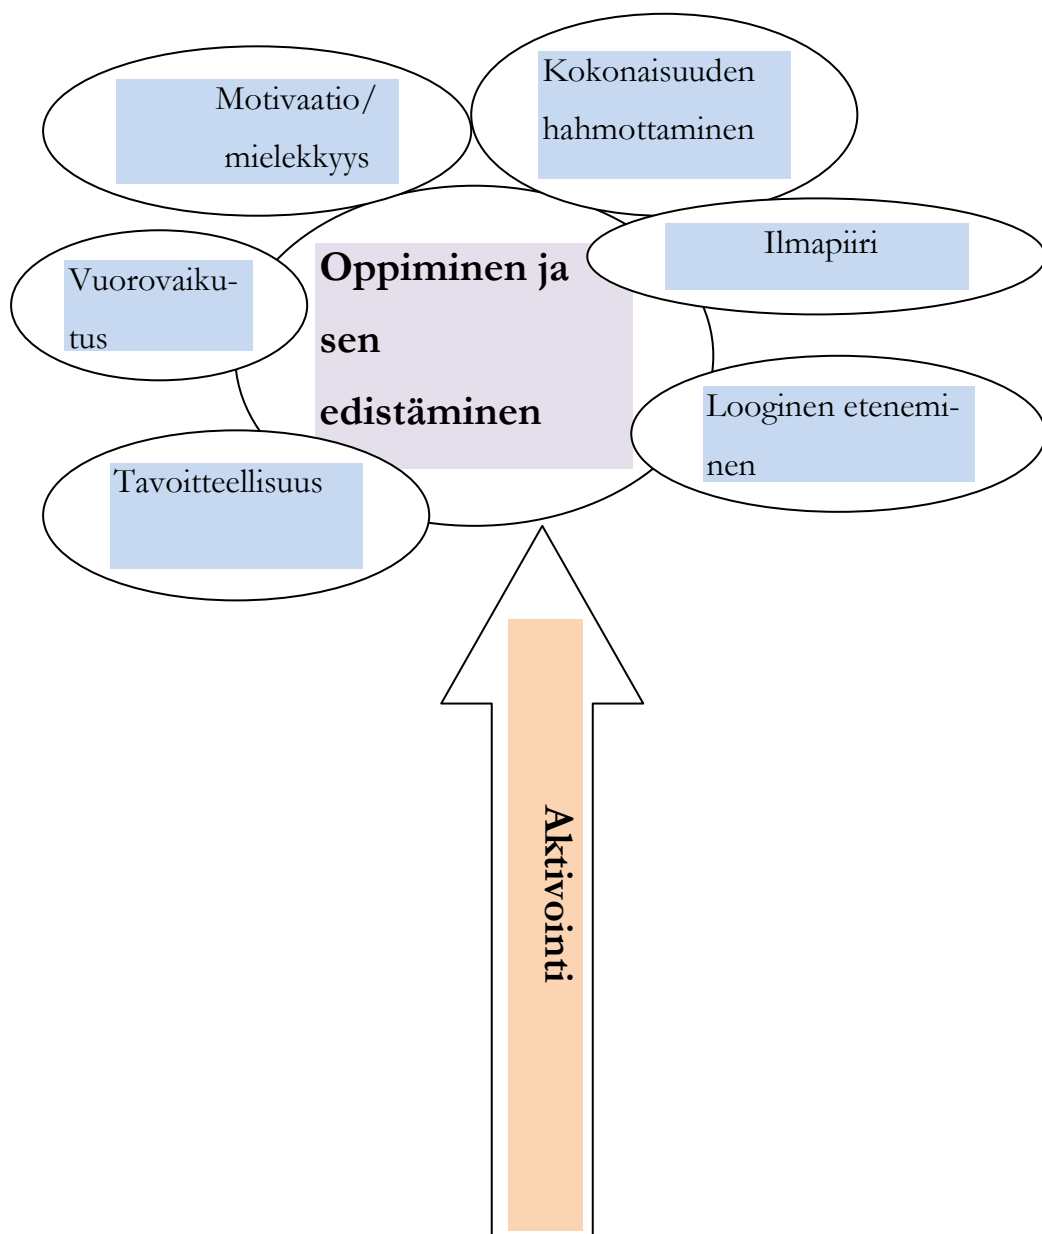 Motivaatio/
mielekkyys
Kokonaisuuden
hahmottaminen
Ilmapiiri
Vuorovaiku-
tus
Oppiminen ja
sen
edistäminen
Looginen etenemi-
nen
Tavoitteellisuus
Aktivointi